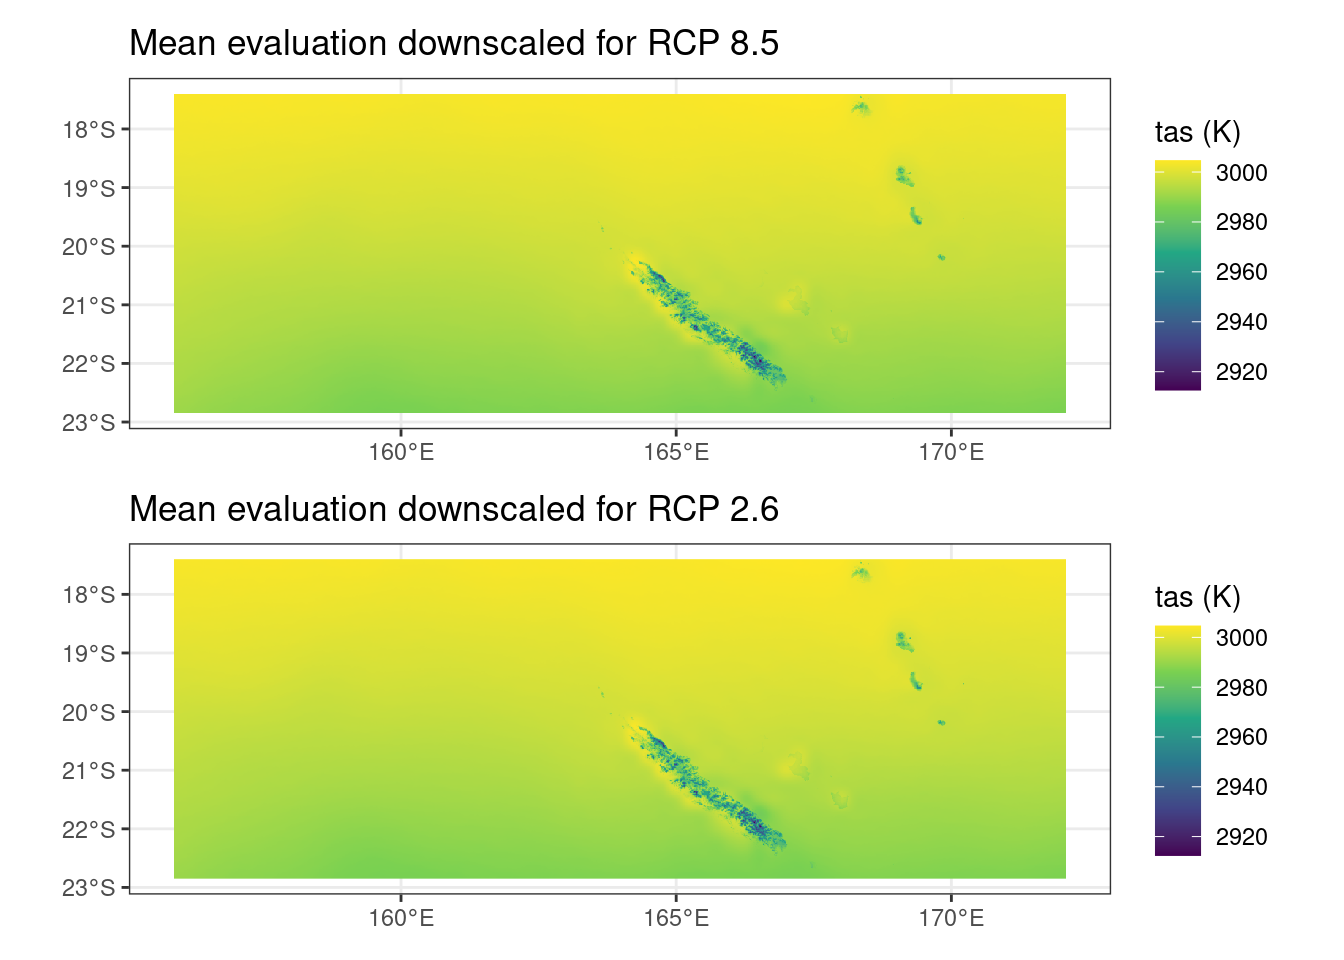 Mean evaluation downscaled for RCP 8.5
18°S
19°S
20°S
21°S
22°S
23°S
160°E
165°E
170°E
tas (K)
3000
2980
2960
2940
2920
Mean evaluation downscaled for RCP 2.6
18°S
19°S
20°S
21°S
22°S
23°S
160°E
165°E
170°E
tas (K)
3000
2980
2960
2940
2920